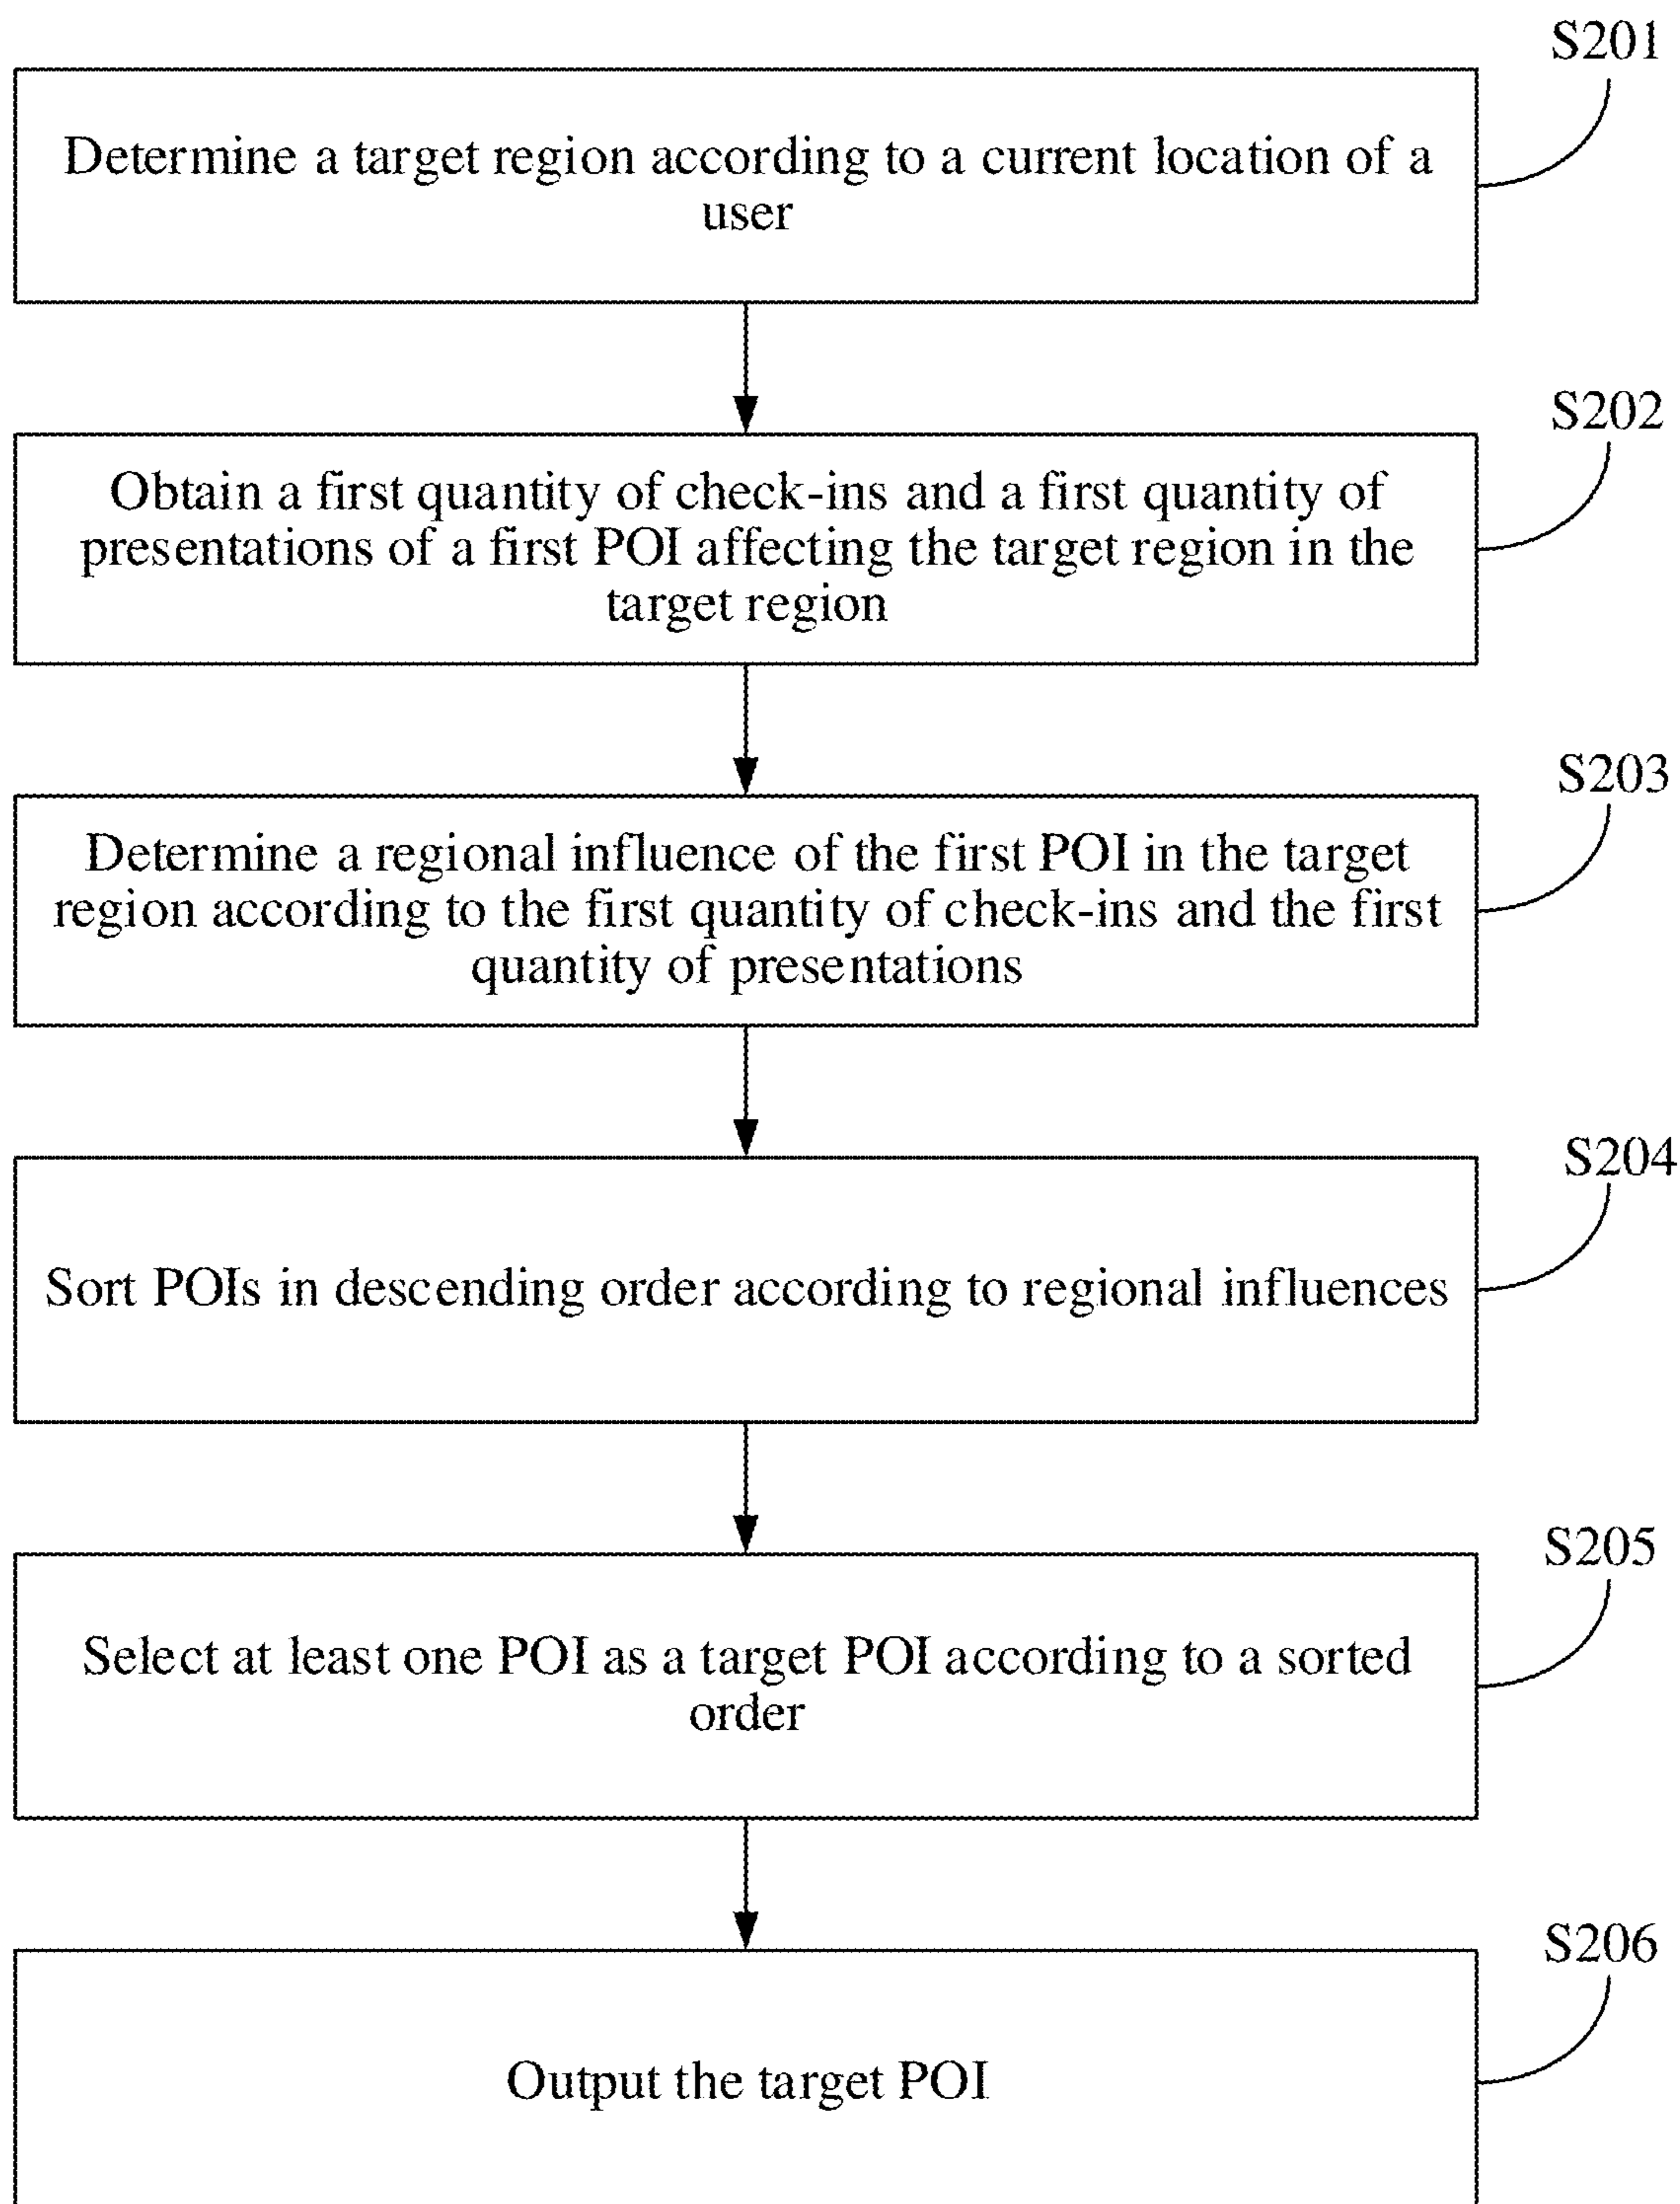 S201
Determine a target region according to a current location of a
user
S202
Obtain a first quantity of check-ins and a first quantity of
presentations of a first POI affecting the target region in the
target region
S203
Determine a regional influence of the first POI in the target
region according to the first quantity of check-ins and the first
quantity of presentations
S204
Sort POIs in descending order according to regional influences
S205
Select at least one POI as a target POI according to a sorted
order
S206
Output the target POI